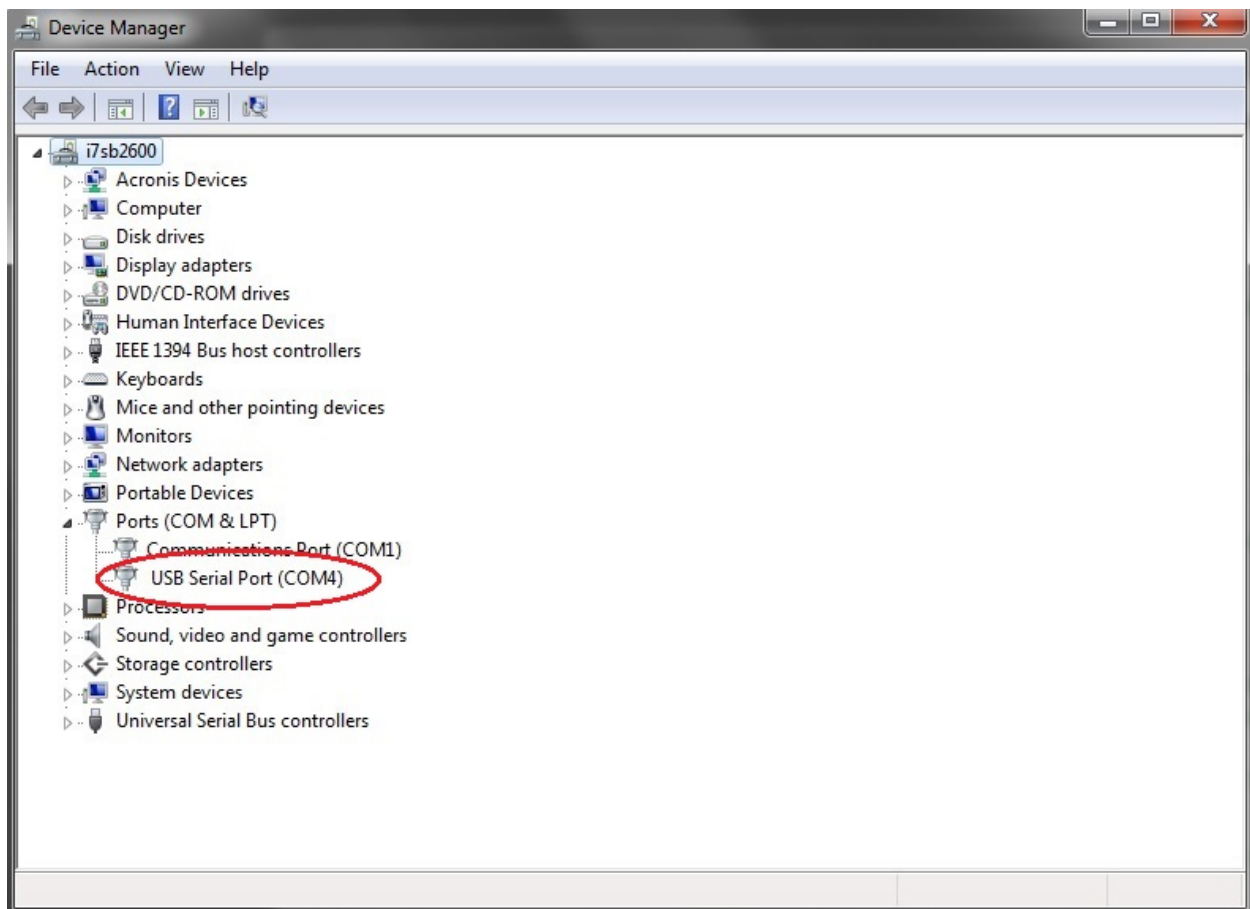 Device Manager
File Action View Help
i7sb2600
Acronis Devices
Computer
Disk drives
Display adapters
DVD/CD-ROM drives
Human Interface Devices
IEEE 1394 Bus host controllers
Keyboards
Mice and other pointing devices
Monitors
Network adapters
Portable Devices
Ports (COM & LPT)
Communications Port (COM1)
USB Serial Port (COM4)
Processors
Sound, video and game controllers
Storage controllers
System devices
Universal Serial Bus controllers